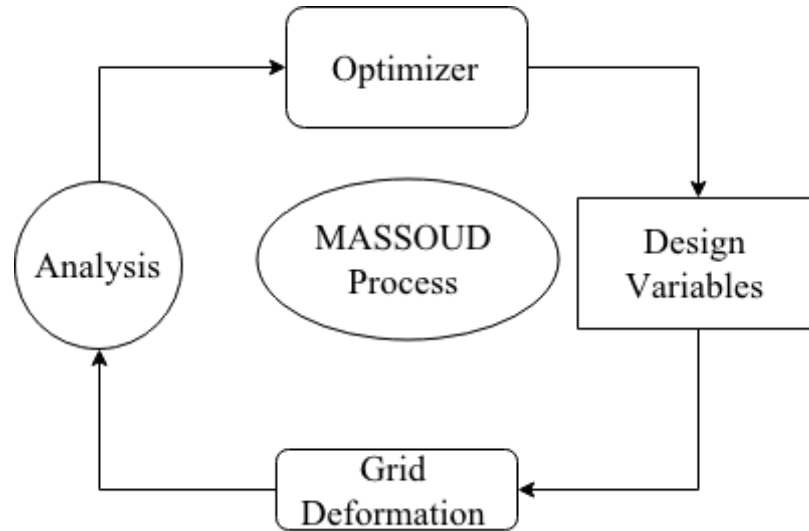 Optimizer
MASSOUD
Process
Analysis
Design
Variables
Grid
Deformation